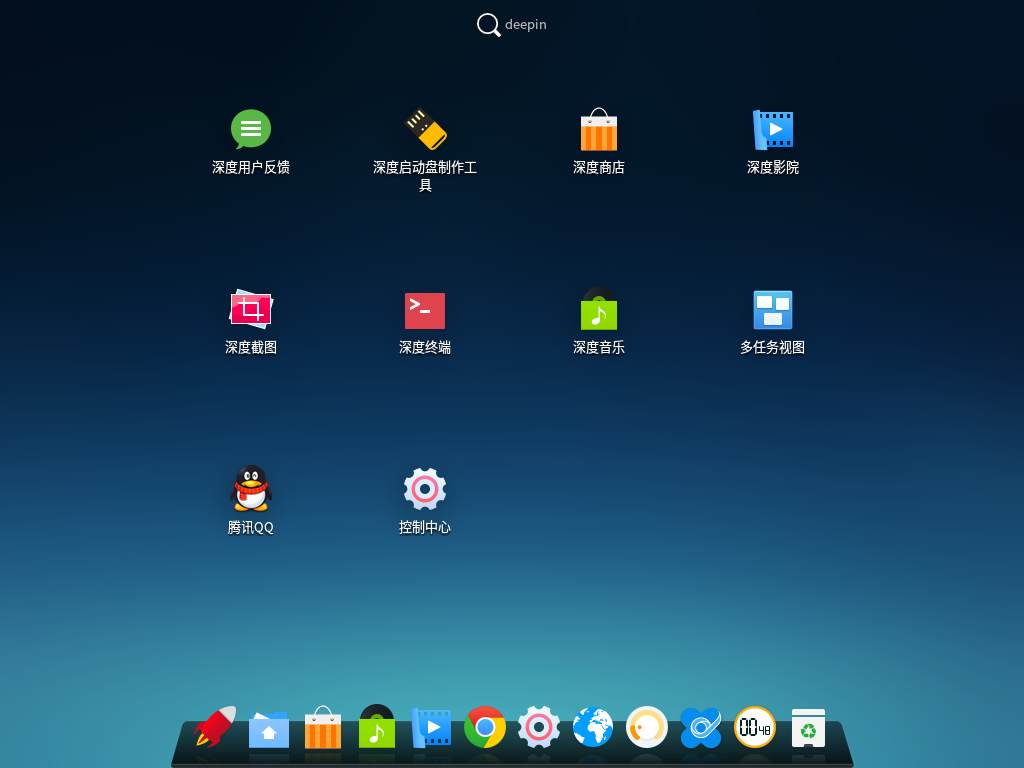 deepin
深度用户反馈
深度启动盘制作工
具
深度商店
深度影院
深度截图
深度终端
深度音乐
多任务视图
腾讯QQ
控制中心
00 48